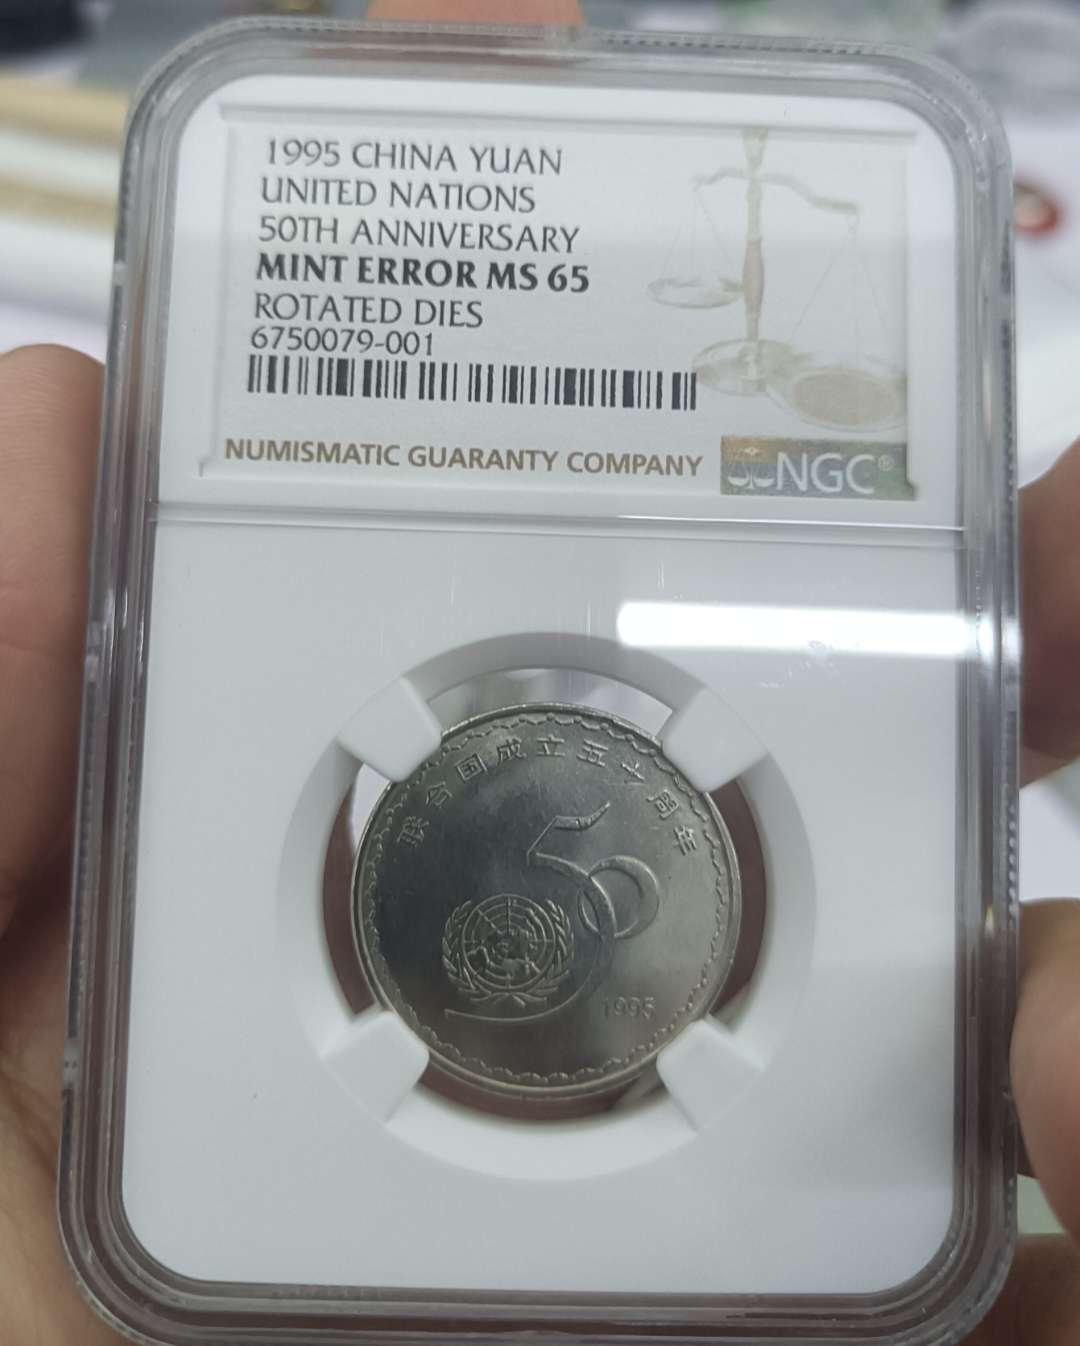 1995 CHINA YUAN
UNITED NATIONS
50TH ANNIVERSARY
MINT ERROR MS 65
ROTATED DIES
6750079-001
NUMISMATIC GUARANTY COMPANY NGC®
联合国成立五十周年
50
1995